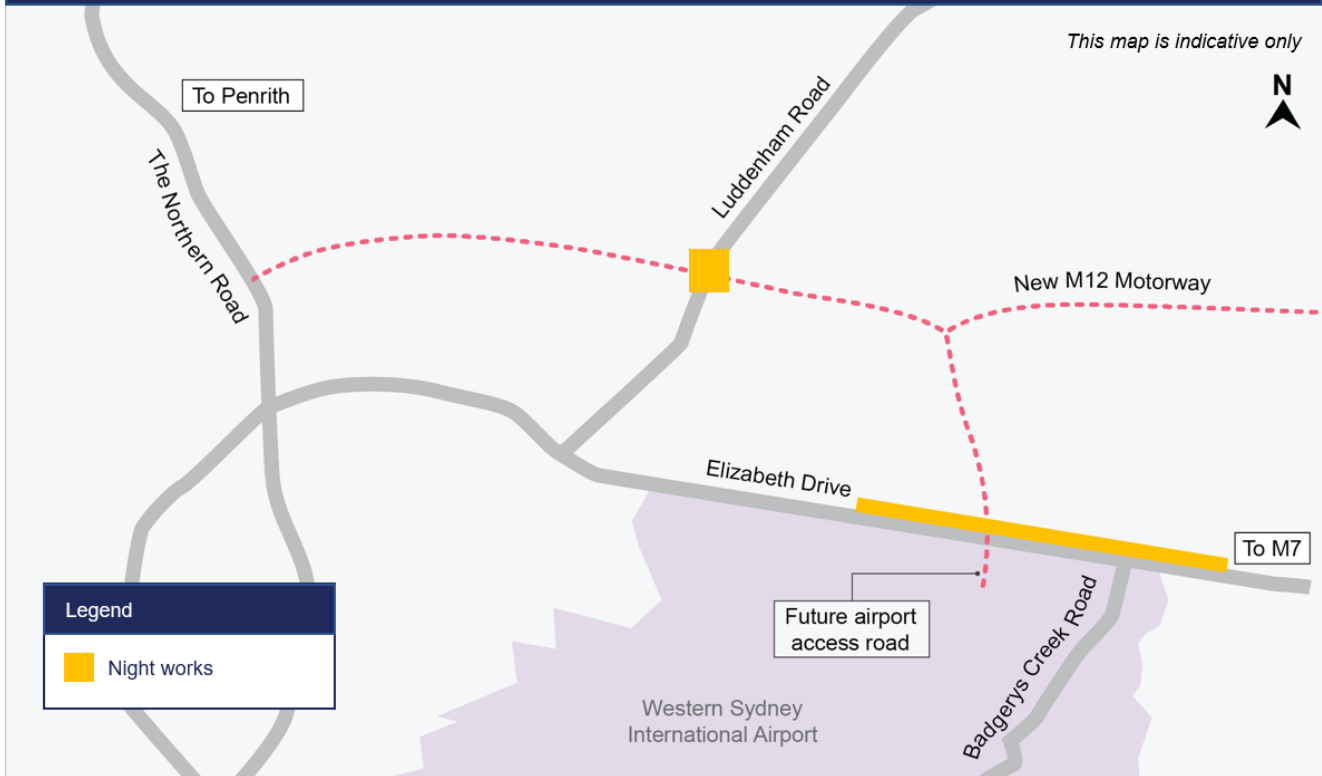 This map is indicative only
N
To Penrith
Luddenham Road
The Northern Road
New M12 Motorway
Elizabeth Drive
To M7
Future airport
access road
Badgerys Creek Road
Legend
Night works
Western Sydney
International Airport